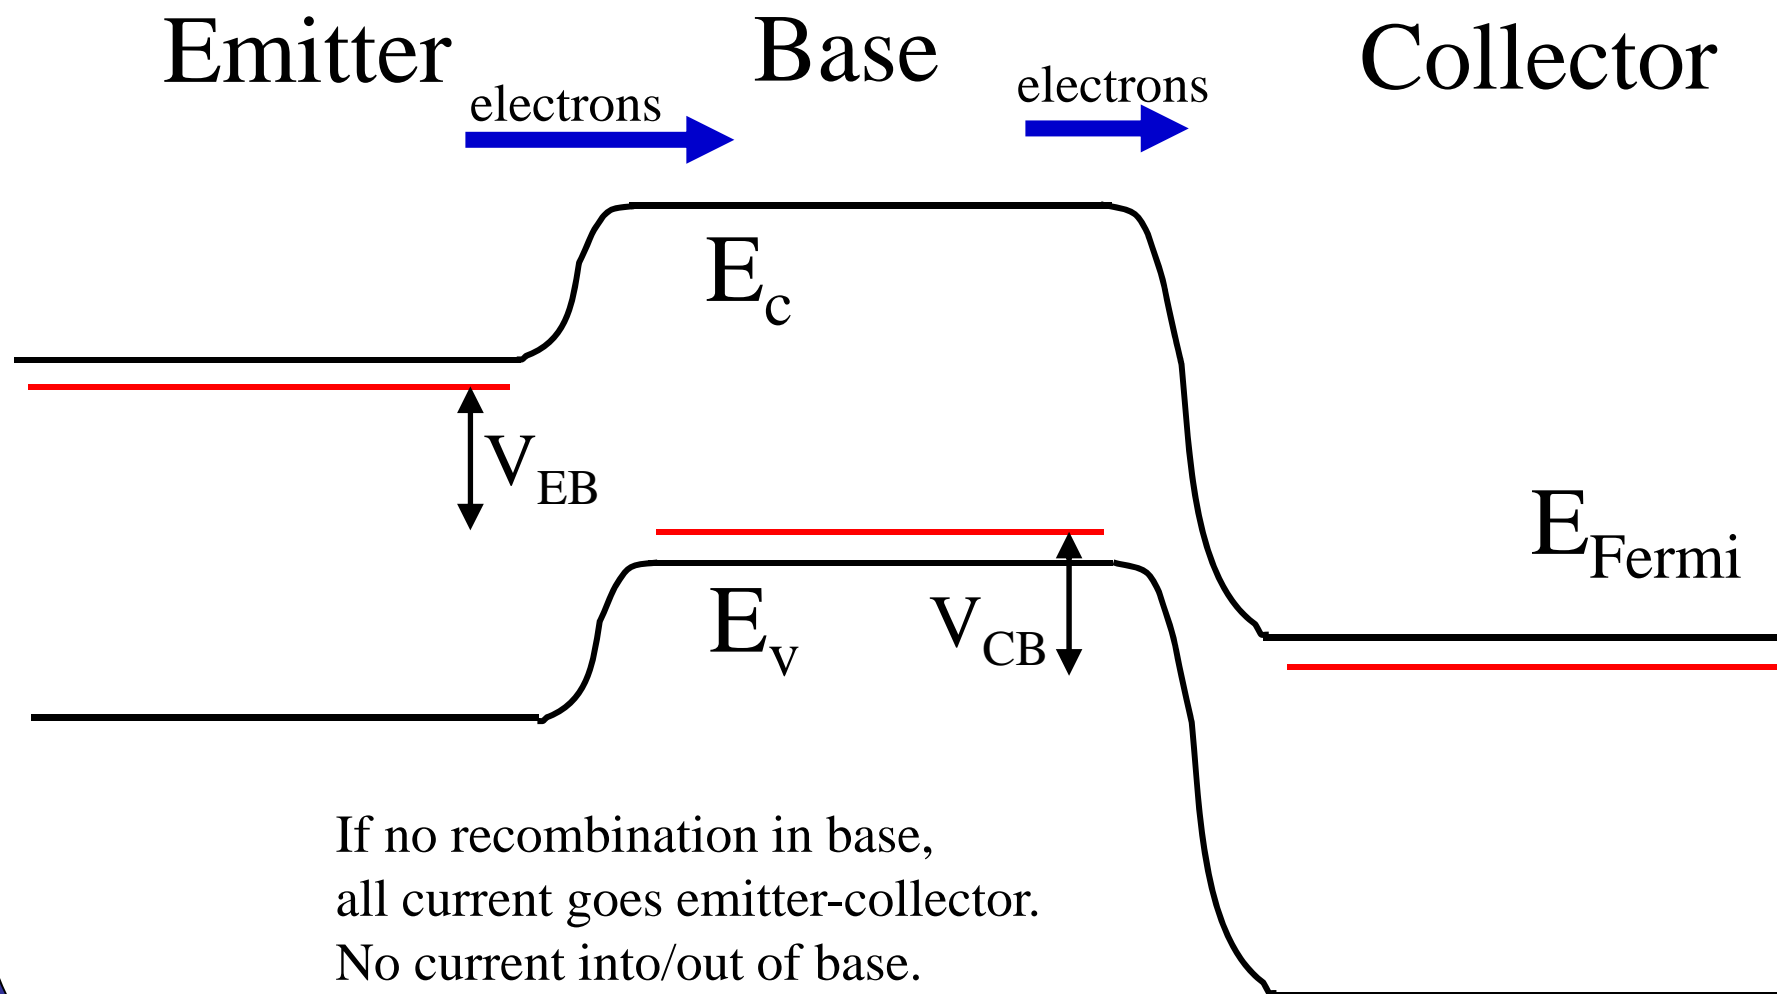 Emitter
Base
Collector
electrons
electrons
Ec
VEB
EFermi
Ev
VCB
If no recombination in base,
all current goes emitter-collector.
No current into/out of base.